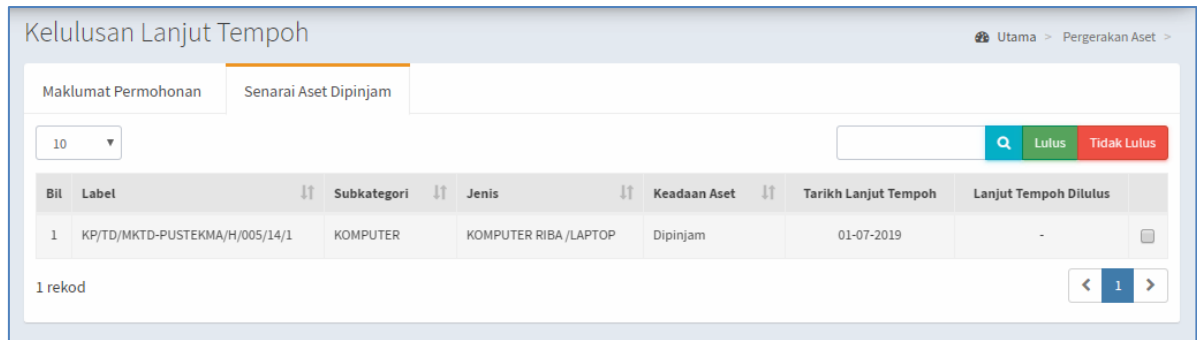 Kelulusan Lanjut Tempoh
Utama > Pergerakan Aset >
Maklumat Permohonan Senarai Aset Dipinjam
10 Lulus Tidak Lulus
Bil Label Subkategori Jenis Keadaan Aset Tarikh Lanjut Tempoh Lanjut Tempoh Dilulus
1 KP/TD/MKTD-PUSTEKMA/H/005/14/1 KOMPUTER KOMPUTER RIBA /LAPTOP Dipinjam 01-07-2019 -
1 rekod 1